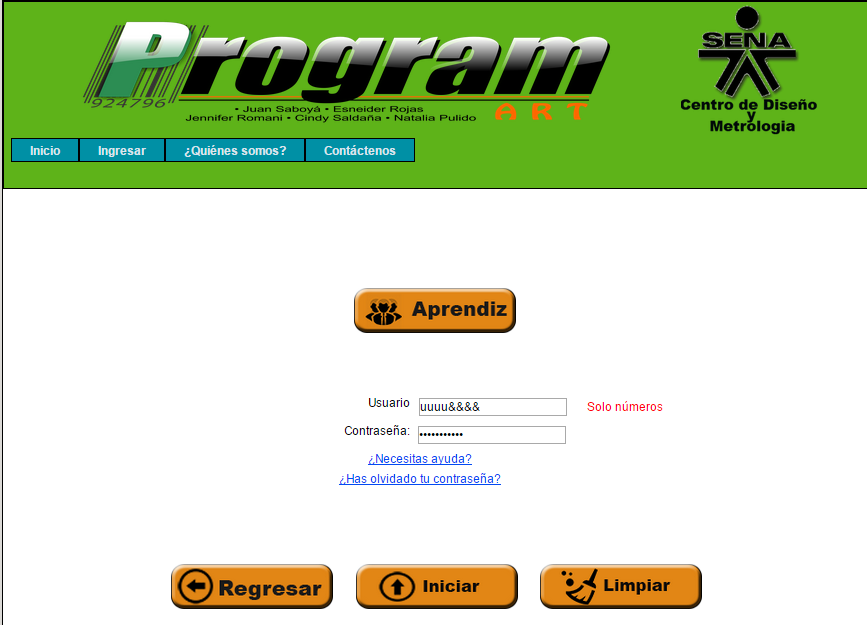 Program
924796
• Juan Saboyá • Esneider Rojas
Jennifer Romani • Cindy Saldaña • Natalia Pulido
ART
SENA
Centro de Diseño
y
Metrologia
Inicio Ingresar ¿Quiénes somos? Contáctenos
Aprendiz
Usuario uuuu&&&& Solo números
Contraseña: •••••••••••
¿Necesitas ayuda?
¿Has olvidado tu contraseña?
Regresar Iniciar Limpiar